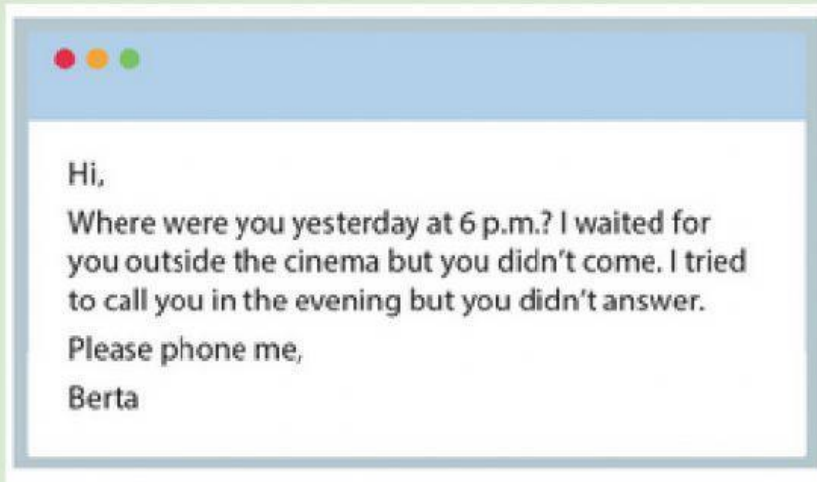 Hi,
Where were you yesterday at 6 p.m.? I waited for
you outside the cinema but you didn't come. I tried
to call you in the evening but you didn't answer.
Please phone me,
Berta